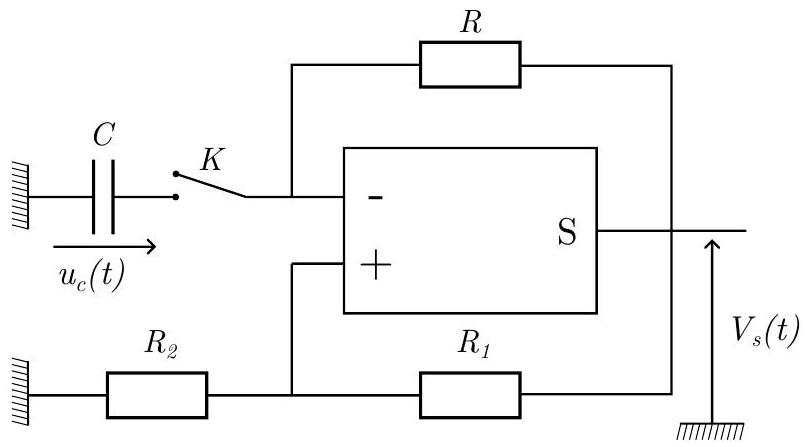 R
C
K
-
S
+
u_c(t)
V_s(t)
R_2
R_1